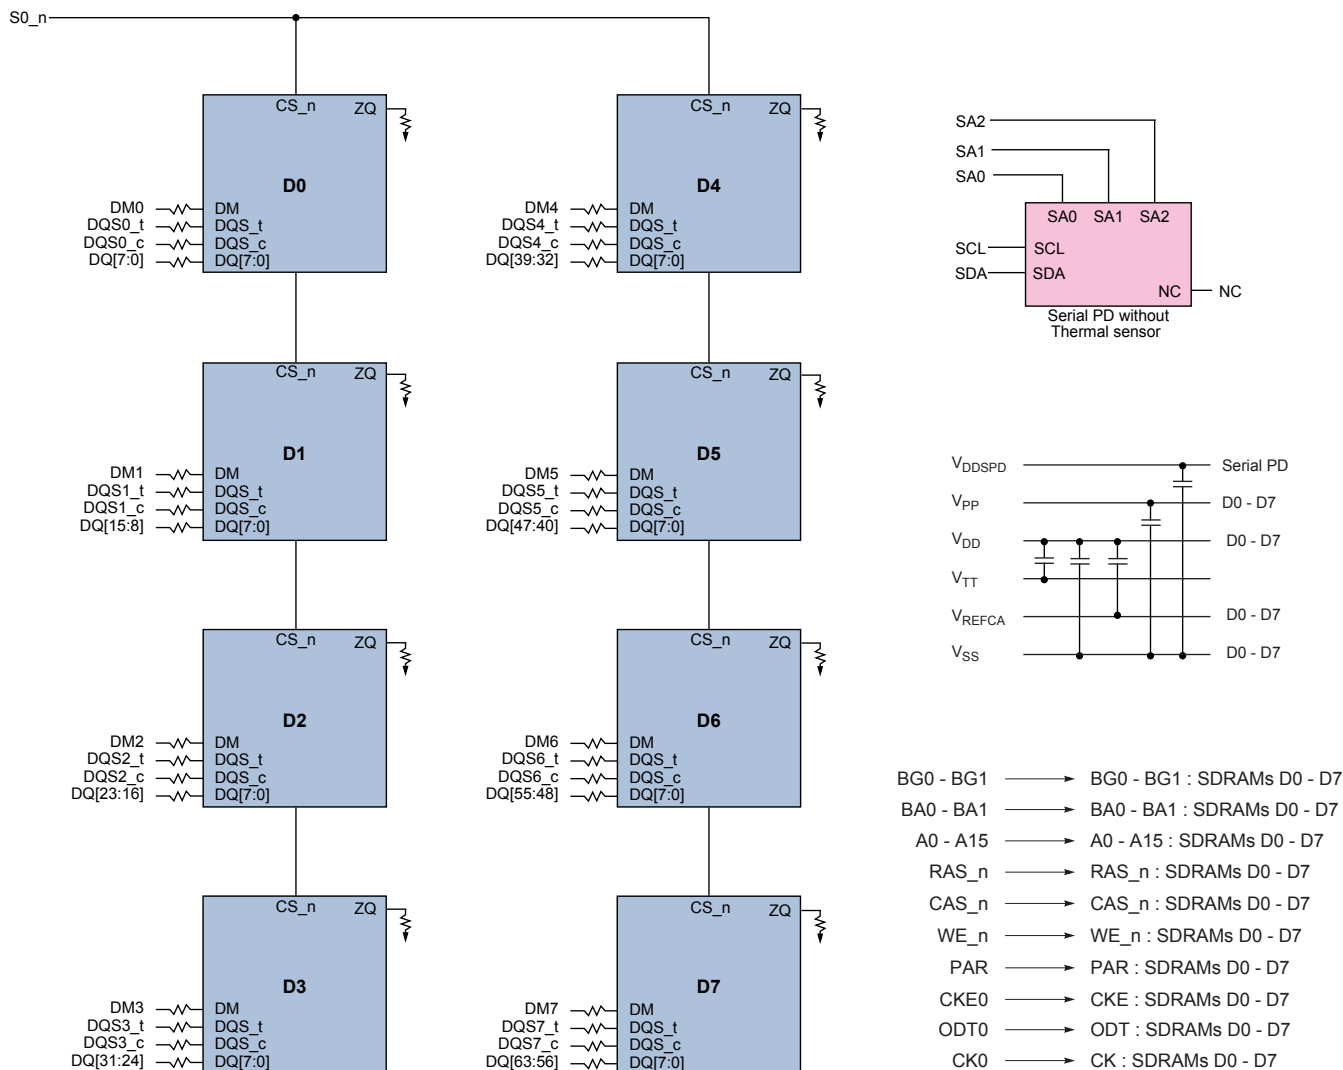 S0_n
CS_n ZQ
D0
DM0 DM
DQS0_t DQS_t
DQS0_c DQS_c
DQ[7:0] DQ[7:0]
CS_n ZQ
D1
DM1 DM
DQS1_t DQS_t
DQS1_c DQS_c
DQ[15:8] DQ[7:0]
CS_n ZQ
D2
DM2 DM
DQS2_t DQS_t
DQS2_c DQS_c
DQ[23:16] DQ[7:0]
CS_n ZQ
D3
DM3 DM
DQS3_t DQS_t
DQS3_c DQS_c
DQ[31:24] DQ[7:0]
CS_n ZQ
D4
DM4 DM
DQS4_t DQS_t
DQS4_c DQS_c
DQ[39:32] DQ[7:0]
CS_n ZQ
D5
DM5 DM
DQS5_t DQS_t
DQS5_c DQS_c
DQ[47:40] DQ[7:0]
CS_n ZQ
D6
DM6 DM
DQS6_t DQS_t
DQS6_c DQS_c
DQ[55:48] DQ[7:0]
CS_n ZQ
D7
DM7 DM
DQS7_t DQS_t
DQS7_c DQS_c
DQ[63:56] DQ[7:0]
SA2
SA1
SA0
SA0 SA1 SA2
SCL SCL
SDA SDA
NC NC
Serial PD without
Thermal sensor
VDDSPD Serial PD
VPP D0 - D7
VDD D0 - D7
VTT
VREFCA D0 - D7
VSS D0 - D7
BG0 - BG1 BG0 - BG1 : SDRAMs D0 - D7
BA0 - BA1 BA0 - BA1 : SDRAMs D0 - D7
A0 - A15 A0 - A15 : SDRAMs D0 - D7
RAS_n RAS_n : SDRAMs D0 - D7
CAS_n CAS_n : SDRAMs D0 - D7
WE_n WE_n : SDRAMs D0 - D7
PAR PAR : SDRAMs D0 - D7
CKE0 CKE : SDRAMs D0 - D7
ODT0 ODT : SDRAMs D0 - D7
CK0 CK : SDRAMs D0 - D7